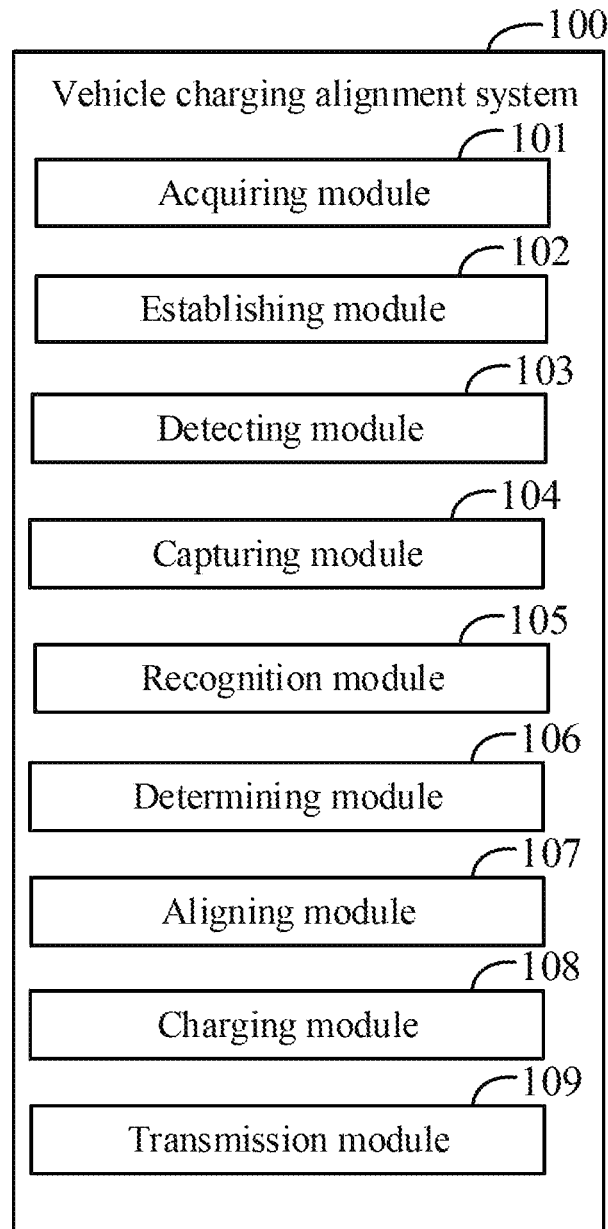 100
Vehicle charging alignment system
101
Acquiring module
102
Establishing module
103
Detecting module
104
Capturing module
105
Recognition module
106
Determining module
107
Aligning module
108
Charging module
109
Transmission module